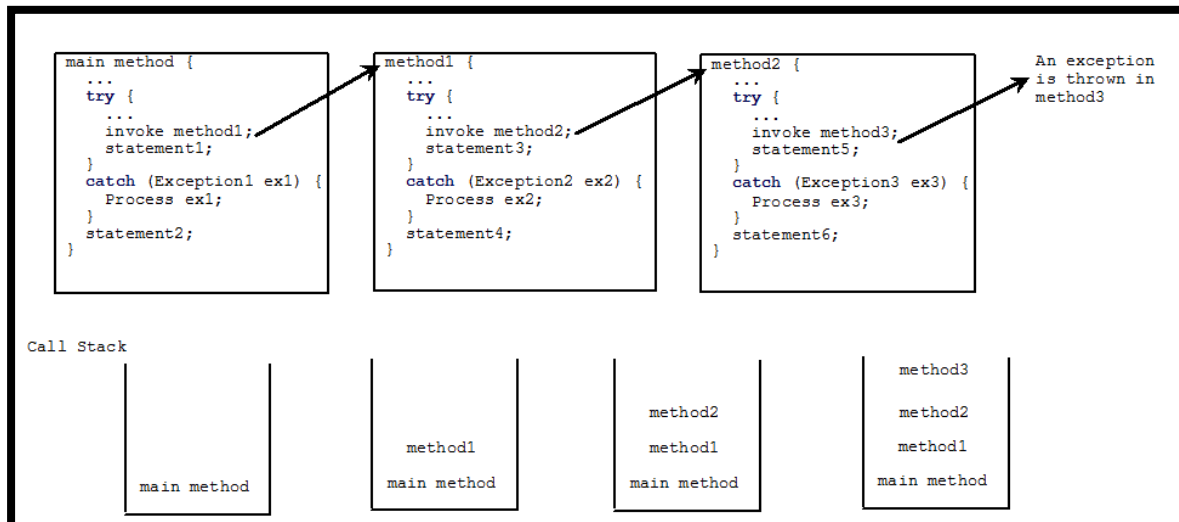 main method {
...
try {
...
invoke method1;
statement1;
}
catch (Exception1 ex1) {
Process ex1;
}
statement2;
}
method1 {
...
try {
...
invoke method2;
statement3;
}
catch (Exception2 ex2) {
Process ex2;
}
statement4;
}
method2 {
...
try {
...
invoke method3;
statement5;
}
catch (Exception3 ex3) {
Process ex3;
}
statement6;
}
An exception
is thrown in
method3
Call Stack
main method
method1
main method
method2
method1
main method
method3
method2
method1
main method